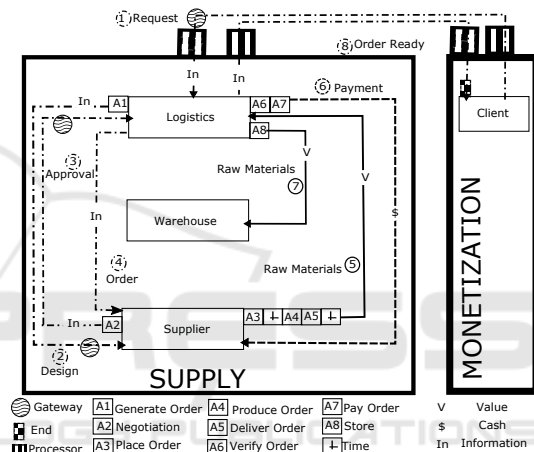 1 Request
8 Order Ready
In In
6 Payment
A1 A6 A7
Logistics
A8
Client
V
3
Approval
Raw Materials
7
V
In
Warehouse
$
4
Order
Raw Materials 5
In A2
A3 A4 A5
Supplier
2
Design
SUPPLY
MONETIZATION
Gateway A1 Generate Order A4 Produce Order A7 Pay Order V Value
End A2 Negotiation A5 Deliver Order A8 Store $ Cash
Processor A3 Place Order A6 Verify Order Time In Information
In